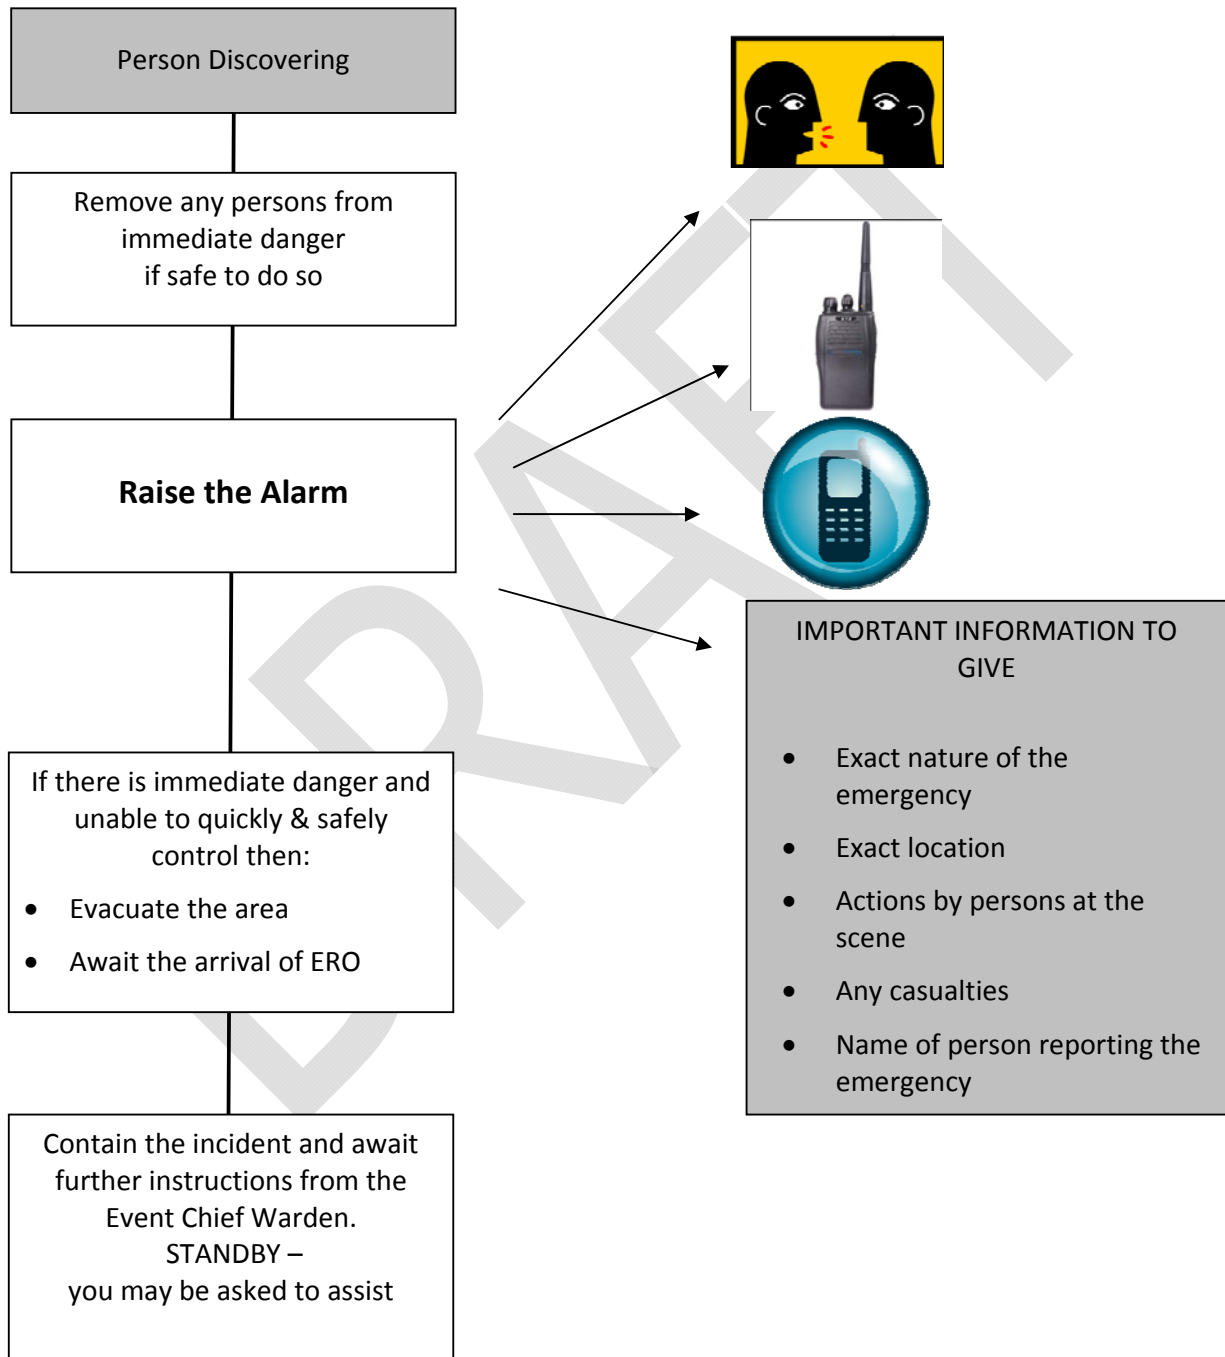 Person Discovering
Remove any persons from
immediate danger
if safe to do so
Raise the Alarm
If there is immediate danger and
unable to quickly & safely
control then:
• Evacuate the area
• Await the arrival of ERO
Contain the incident and await
further instructions from the
Event Chief Warden.
STANDBY –
you may be asked to assist
IMPORTANT INFORMATION TO
GIVE
• Exact nature of the
emergency
• Exact location
• Actions by persons at the
scene
• Any casualties
• Name of person reporting the
emergency
DRAFT